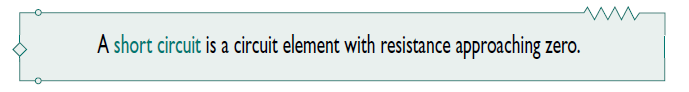 A short circuit is a circuit element with resistance approaching zero.